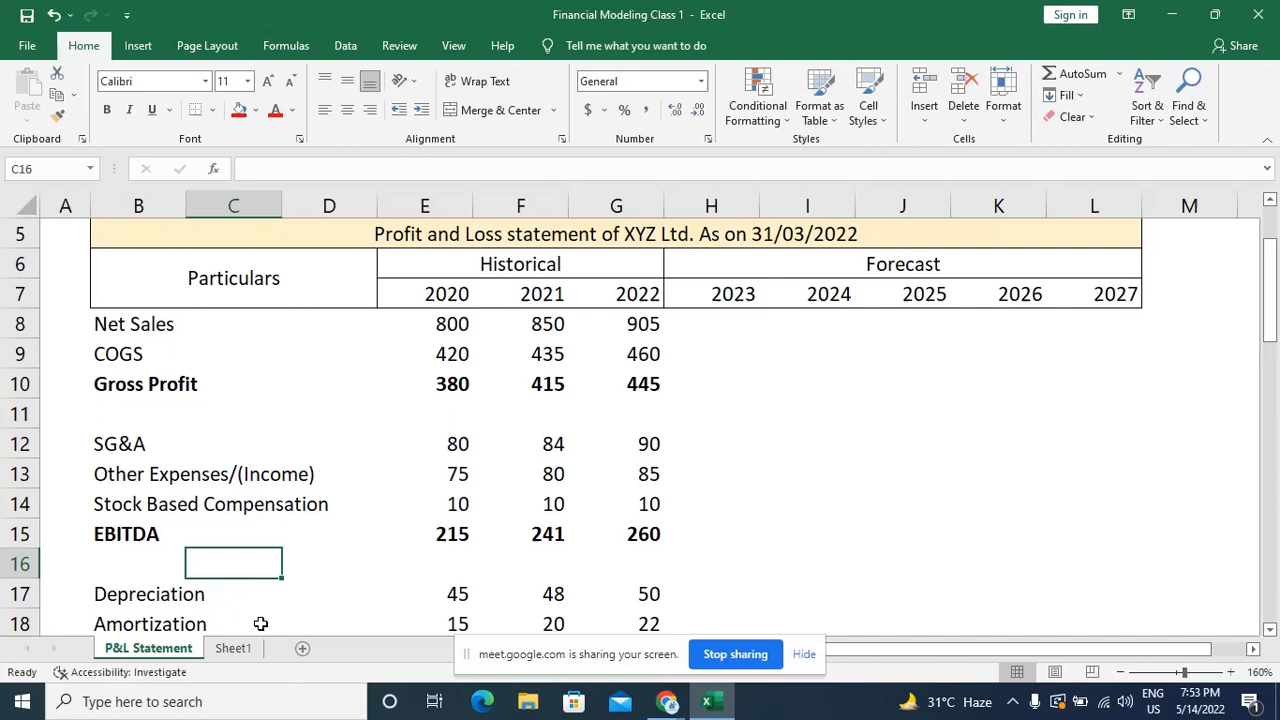 Financial Modeling Class 1 - Excel
Sign in
File Home Insert Page Layout Formulas Data Review View Help Tell me what you want to do Share
Paste
Calibri 11
Wrap Text
General
Conditional Formatting
Format as Table
Cell Styles
Insert
Delete
Format
AutoSum
Fill
Clear
Sort & Filter
Find & Select
B I U
Merge & Center
$ % ,
Clipboard Font Alignment Number Styles Cells Editing
C16 fx
A B C D E F G H I J K L M
5 Profit and Loss statement of XYZ Ltd. As on 31/03/2022
6 Particulars Historical Forecast
7 2020 2021 2022 2023 2024 2025 2026 2027
8 Net Sales 800 850 905
9 COGS 420 435 460
10 Gross Profit 380 415 445
11
12 SG&A 80 84 90
13 Other Expenses/(Income) 75 80 85
14 Stock Based Compensation 10 10 10
15 EBITDA 215 241 260
16
17 Depreciation 45 48 50
18 Amortization 15 20 22
P&L Statement Sheet1
meet.google.com is sharing your screen. Stop sharing Hide
Ready Accessibility: Investigate 160%
Type here to search
31°C Haze
ENG
US
7:53 PM
5/14/2022
1